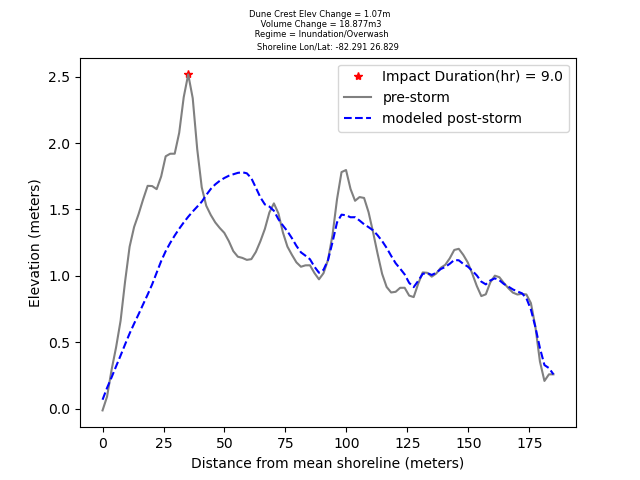 Dune Crest Elev Change = 1.07m
Volume Change = 18.877m3
Regime = Inundation/Overwash
Shoreline Lon/Lat: -82.291 26.829
Impact Duration(hr) = 9.0
pre-storm
modeled post-storm
Elevation (meters)
2.5
2.0
1.5
1.0
0.5
0.0
0 25 50 75 100 125 150 175
Distance from mean shoreline (meters)